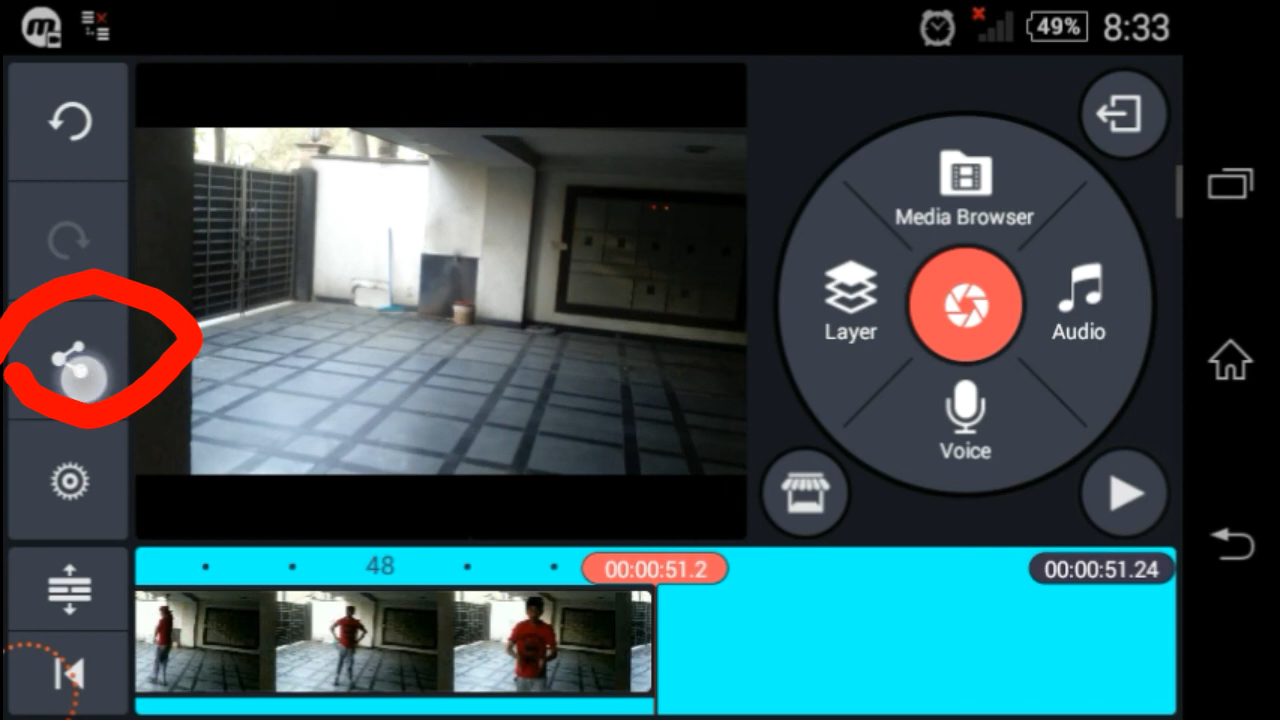 49%
8:33
Media Browser
Layer
Audio
Voice
48
00:00:51.2
00:00:51.24